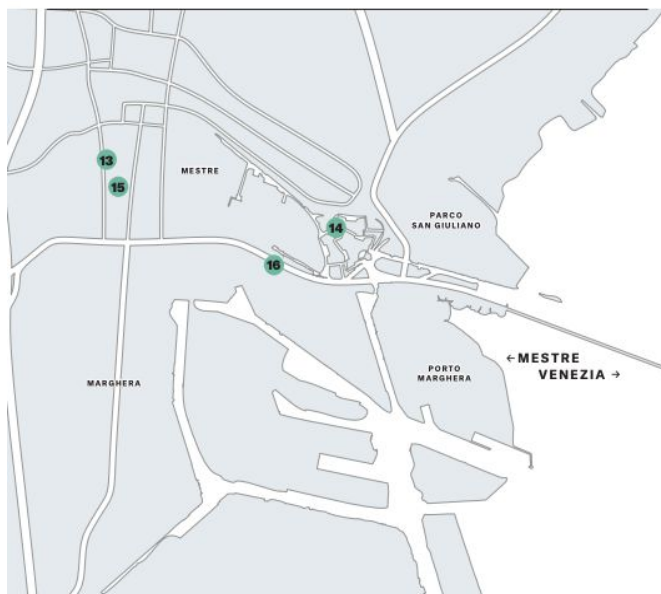 13
15
MESTRE
14
PARCO
SAN GIULIANO
16
←MESTRE
VENEZIA →
MARGHERA
PORTO
MARGHERA